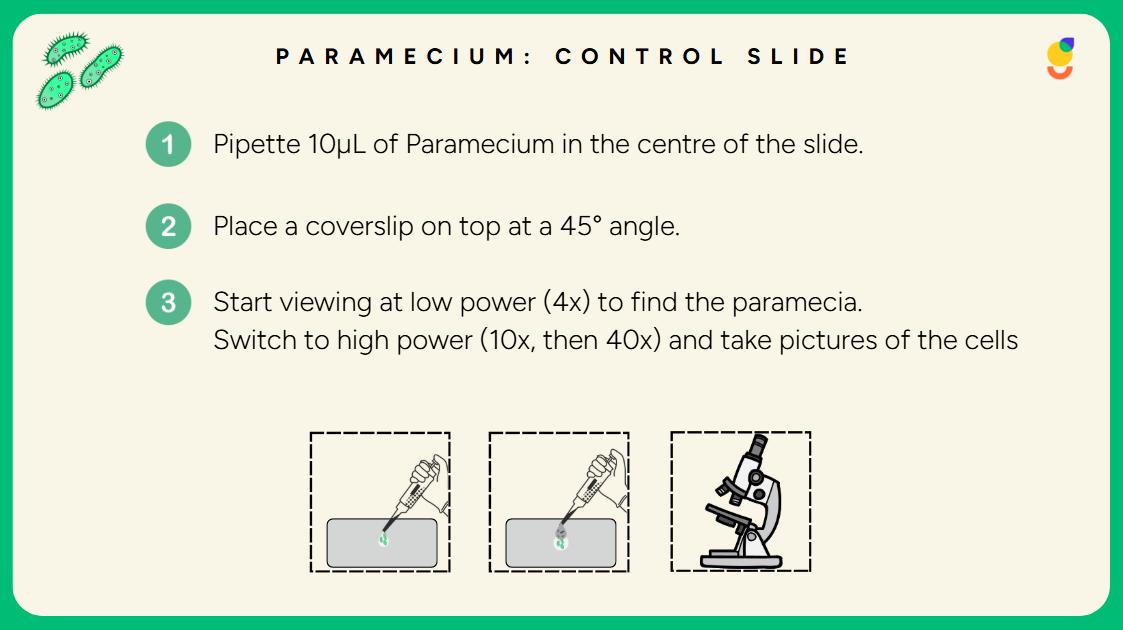 PARAMECIUM: CONTROL SLIDE
1 Pipette 10µL of Paramecium in the centre of the slide.
2 Place a coverslip on top at a 45° angle.
3 Start viewing at low power (4x) to find the paramecia.
Switch to high power (10x, then 40x) and take pictures of the cells